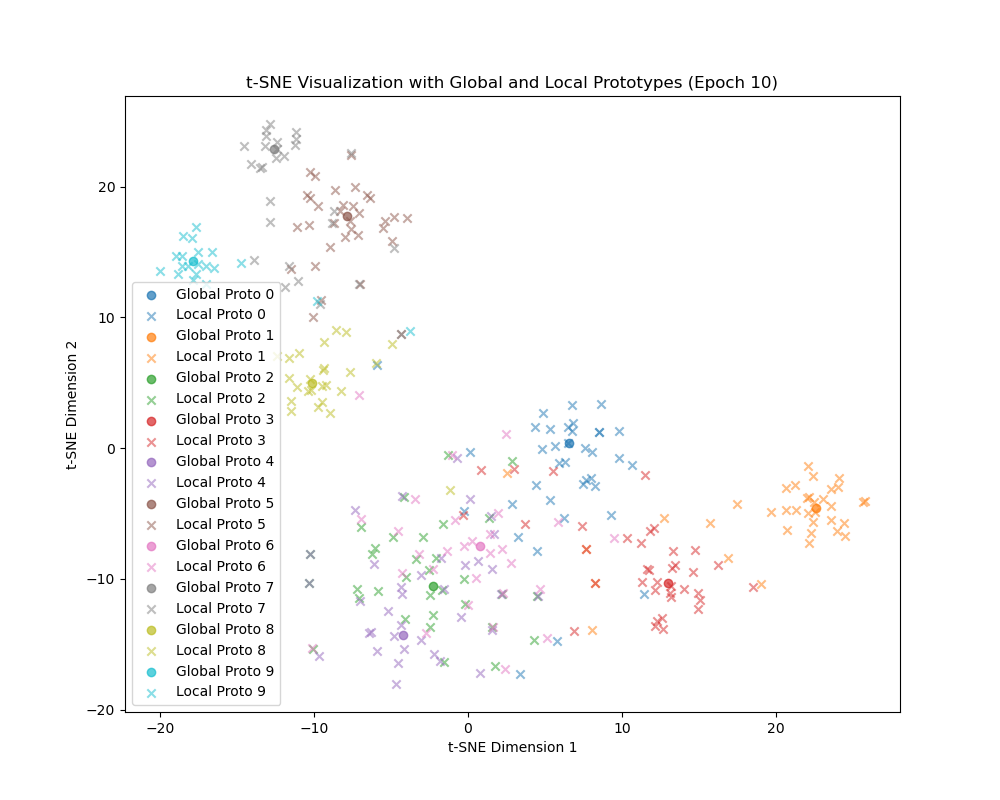 t-SNE Visualization with Global and Local Prototypes (Epoch 10)
t-SNE Dimension 2
20
10
0
−10
−20
Global Proto 0
Local Proto 0
Global Proto 1
Local Proto 1
Global Proto 2
Local Proto 2
Global Proto 3
Local Proto 3
Global Proto 4
Local Proto 4
Global Proto 5
Local Proto 5
Global Proto 6
Local Proto 6
Global Proto 7
Local Proto 7
Global Proto 8
Local Proto 8
Global Proto 9
Local Proto 9
−20 −10 0 10 20
t-SNE Dimension 1